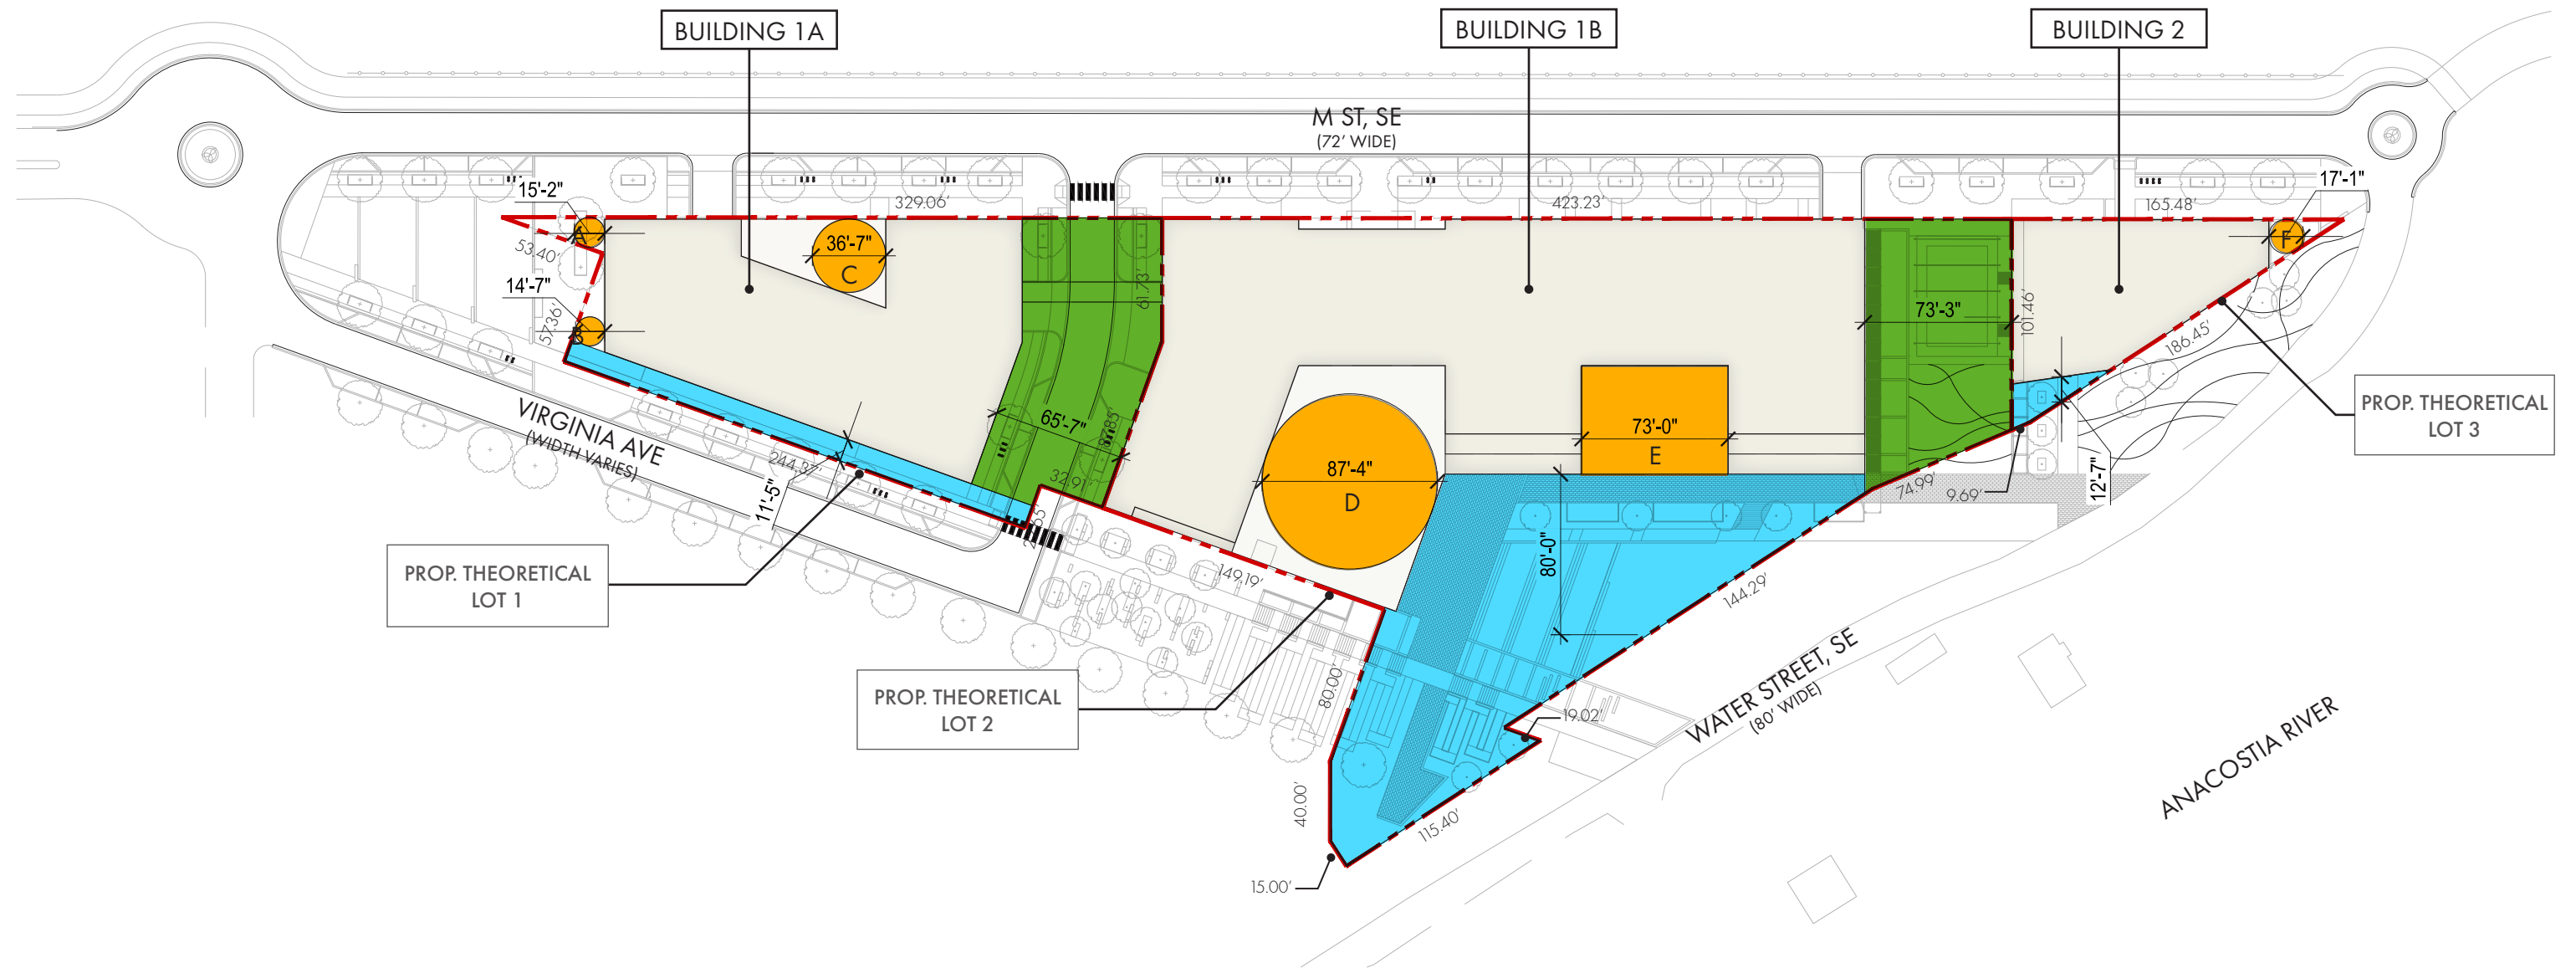 BUILDING 1A
BUILDING 1B
BUILDING 2
M ST, SE
(72' WIDE)
15'-2"
17'-1"
329.06'
423.23'
165.48'
A
53.40'
36'-7"
C
F
14'-7"
57.36'
B
61.73'
73'-3"
101.46'
186.45'
PROP. THEORETICAL
LOT 3
VIRGINIA AVE
(WIDTH VARIES)
65'-7"
87.85'
73'-0"
E
87'-4"
D
244.37'
11'-5"
32.91'
74.99'
9.69'
12'-7"
80'-0"
PROP. THEORETICAL
LOT 1
149.19'
144.29'
PROP. THEORETICAL
LOT 2
80.00'
19.02'
WATER STREET, SE
(80' WIDE)
ANACOSTIA RIVER
40.00'
115.40'
15.00'